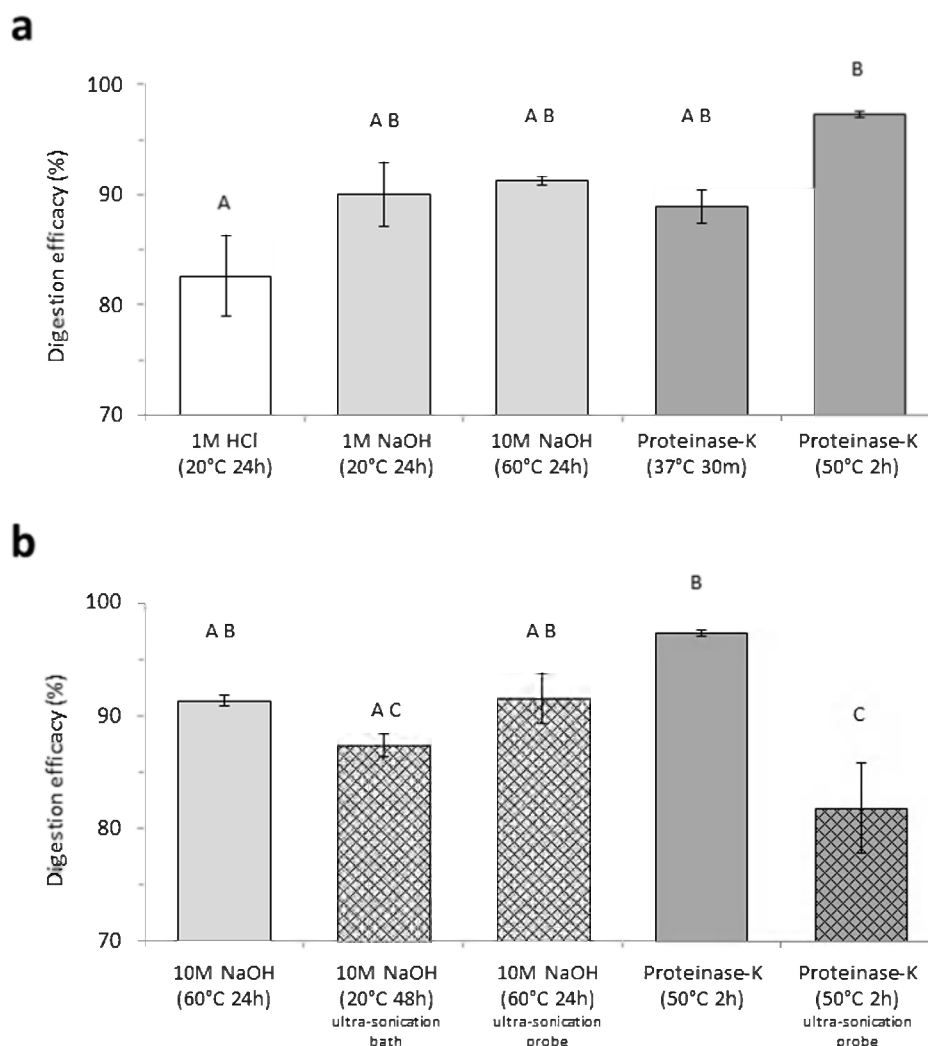 a
Digestion efficacy (%)
100
90
80
70
A
A B
A B
A B
B
1M HCl
(20°C 24h)
1M NaOH
(20°C 24h)
10M NaOH
(60°C 24h)
Proteinase-K
(37°C 30m)
Proteinase-K
(50°C 2h)
b
Digestion efficacy (%)
100
90
80
70
A B
A C
A B
B
C
10M NaOH
(60°C 24h)
10M NaOH
(20°C 48h)
ultra-sonication
bath
10M NaOH
(60°C 24h)
ultra-sonication
probe
Proteinase-K
(50°C 2h)
Proteinase-K
(50°C 2h)
ultra-sonication
probe